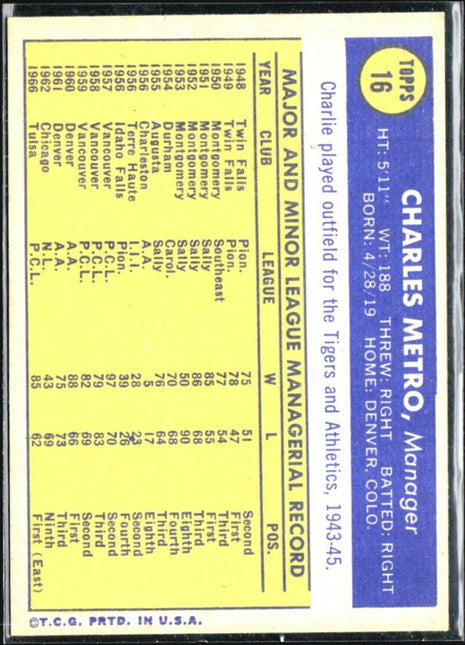 TOPPS
16
CHARLES METRO, Manager
HT: 5'11" WT: 188 THREW: RIGHT BATTED: RIGHT
BORN: 4/28/19 HOME: DENVER, COLO.
Charlie played outfield for the Tigers and Athletics, 1943-45.
MAJOR AND MINOR LEAGUE MANAGERIAL RECORD
YEAR CLUB LEAGUE W L POS.
1948 Twin Falls Pion. 75 51 Second
1949 Twin Falls Pion. 78 47 First
1950 Montgomery Southeast 77 54 Second
1951 Montgomery Sally 85 55 First
1952 Montgomery Sally 86 68 Third
1953 Montgomery Sally 50 90 Eighth
1954 Durham Carol. 70 68 Fourth
1955 Augusta Sally 76 64 Third
1956 Charleston A.A. 5 17 Eighth
1956 Terre Haute I.I.I. 28 23 Second
1956 Idaho Falls Pion. 39 26 Fourth
1957 Vancouver P.C.L. 97 70 Second
1958 Vancouver P.C.L. 79 83 Third
1959 Vancouver P.C.L. 82 69 Second
1960 Denver A.A. 88 66 First
1961 Denver A.A. 75 73 Third
1962 Chicago N.L. 43 69 Ninth
1966 Tulsa P.C.L. 85 62 First (East)
©T.C.G. PRTD. IN U.S.A.